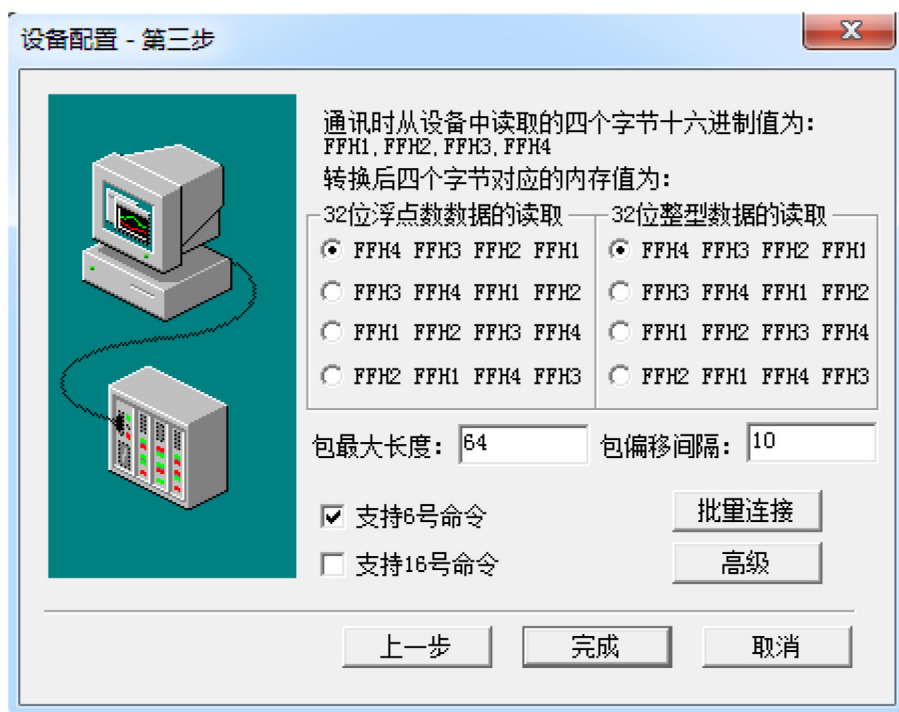 设备配置 - 第三步
通讯时从设备中读取的四个字节十六进制值为:
FFH1, FFH2, FFH3, FFH4
转换后四个字节对应的内存值为:
32位浮点数数据的读取
FFH4 FFH3 FFH2 FFH1
FFH3 FFH4 FFH1 FFH2
FFH1 FFH2 FFH3 FFH4
FFH2 FFH1 FFH4 FFH3
32位整型数据的读取
FFH4 FFH3 FFH2 FFH1
FFH3 FFH4 FFH1 FFH2
FFH1 FFH2 FFH3 FFH4
FFH2 FFH1 FFH4 FFH3
包最大长度: 64 包偏移间隔: 10
支持6号命令 批量连接
支持16号命令 高级
上一步 完成 取消